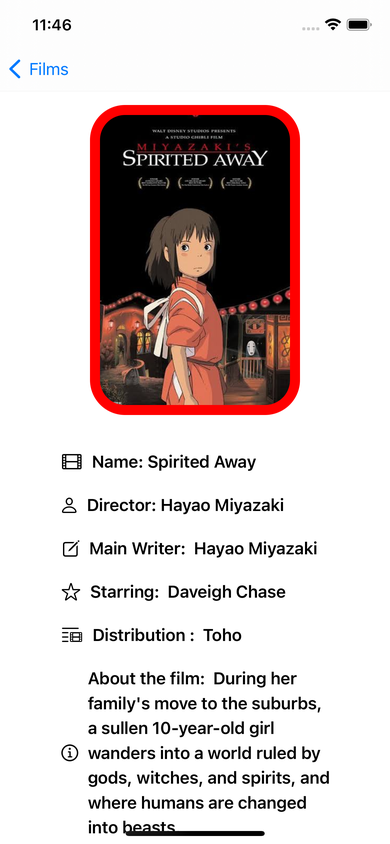 11:46
Films
WALT DISNEY STUDIOS PRESENTS
A STUDIO GHIBLI FILM
MIYAZAKI'S
SPIRITED AWAY
Name: Spirited Away
Director: Hayao Miyazaki
Main Writer:  Hayao Miyazaki
Starring:  Daveigh Chase
Distribution :  Toho
About the film:  During her
family's move to the suburbs,
a sullen 10-year-old girl
wanders into a world ruled by
gods, witches, and spirits, and
where humans are changed
into beasts